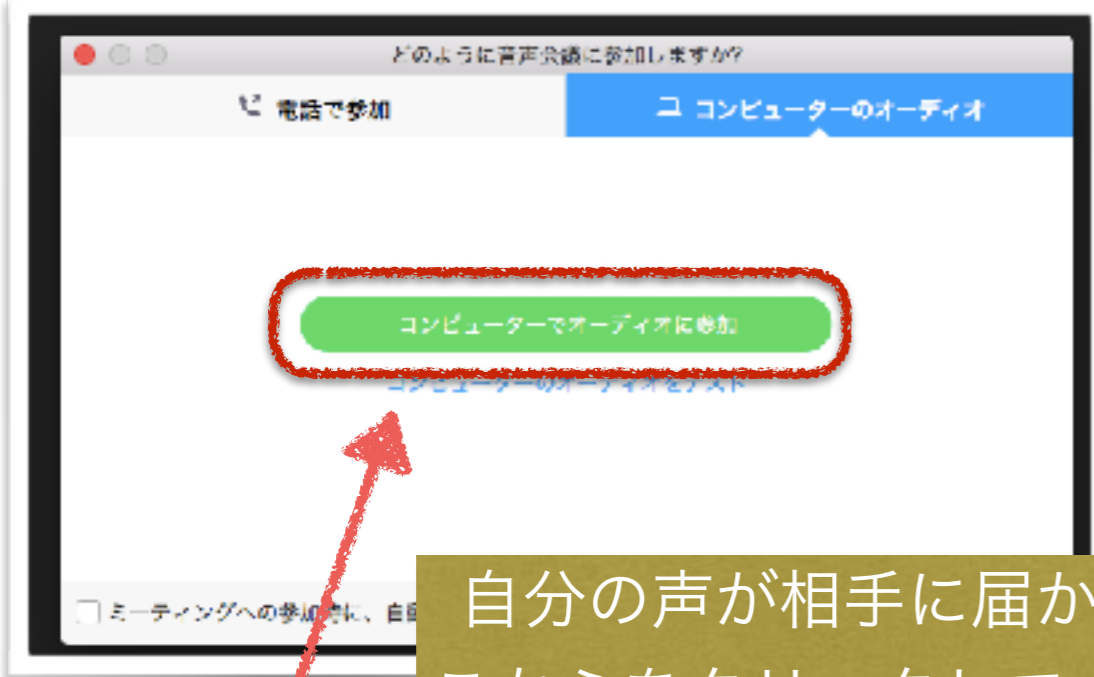 どのように音声会議に参加しますか?
電話で参加
コンピューターのオーディオ
コンピューターでオーディオに参加
コンピューターのオーディオをテスト
ミーティングへの参加時に、自
自分の声が相手に届か